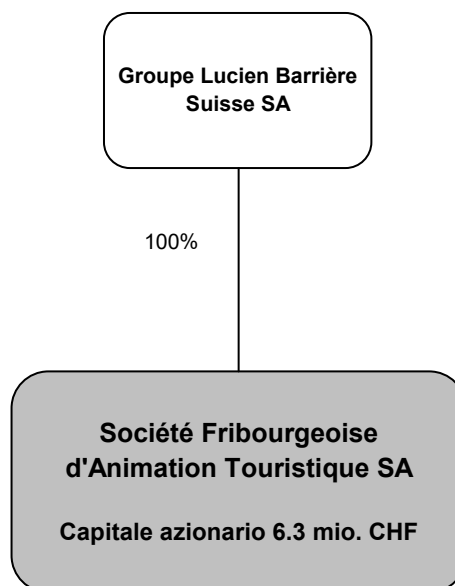 Groupe Lucien Barrière
Suisse SA
100%
Société Fribourgeoise
d'Animation Touristique SA
Capitale azionario 6.3 mio. CHF